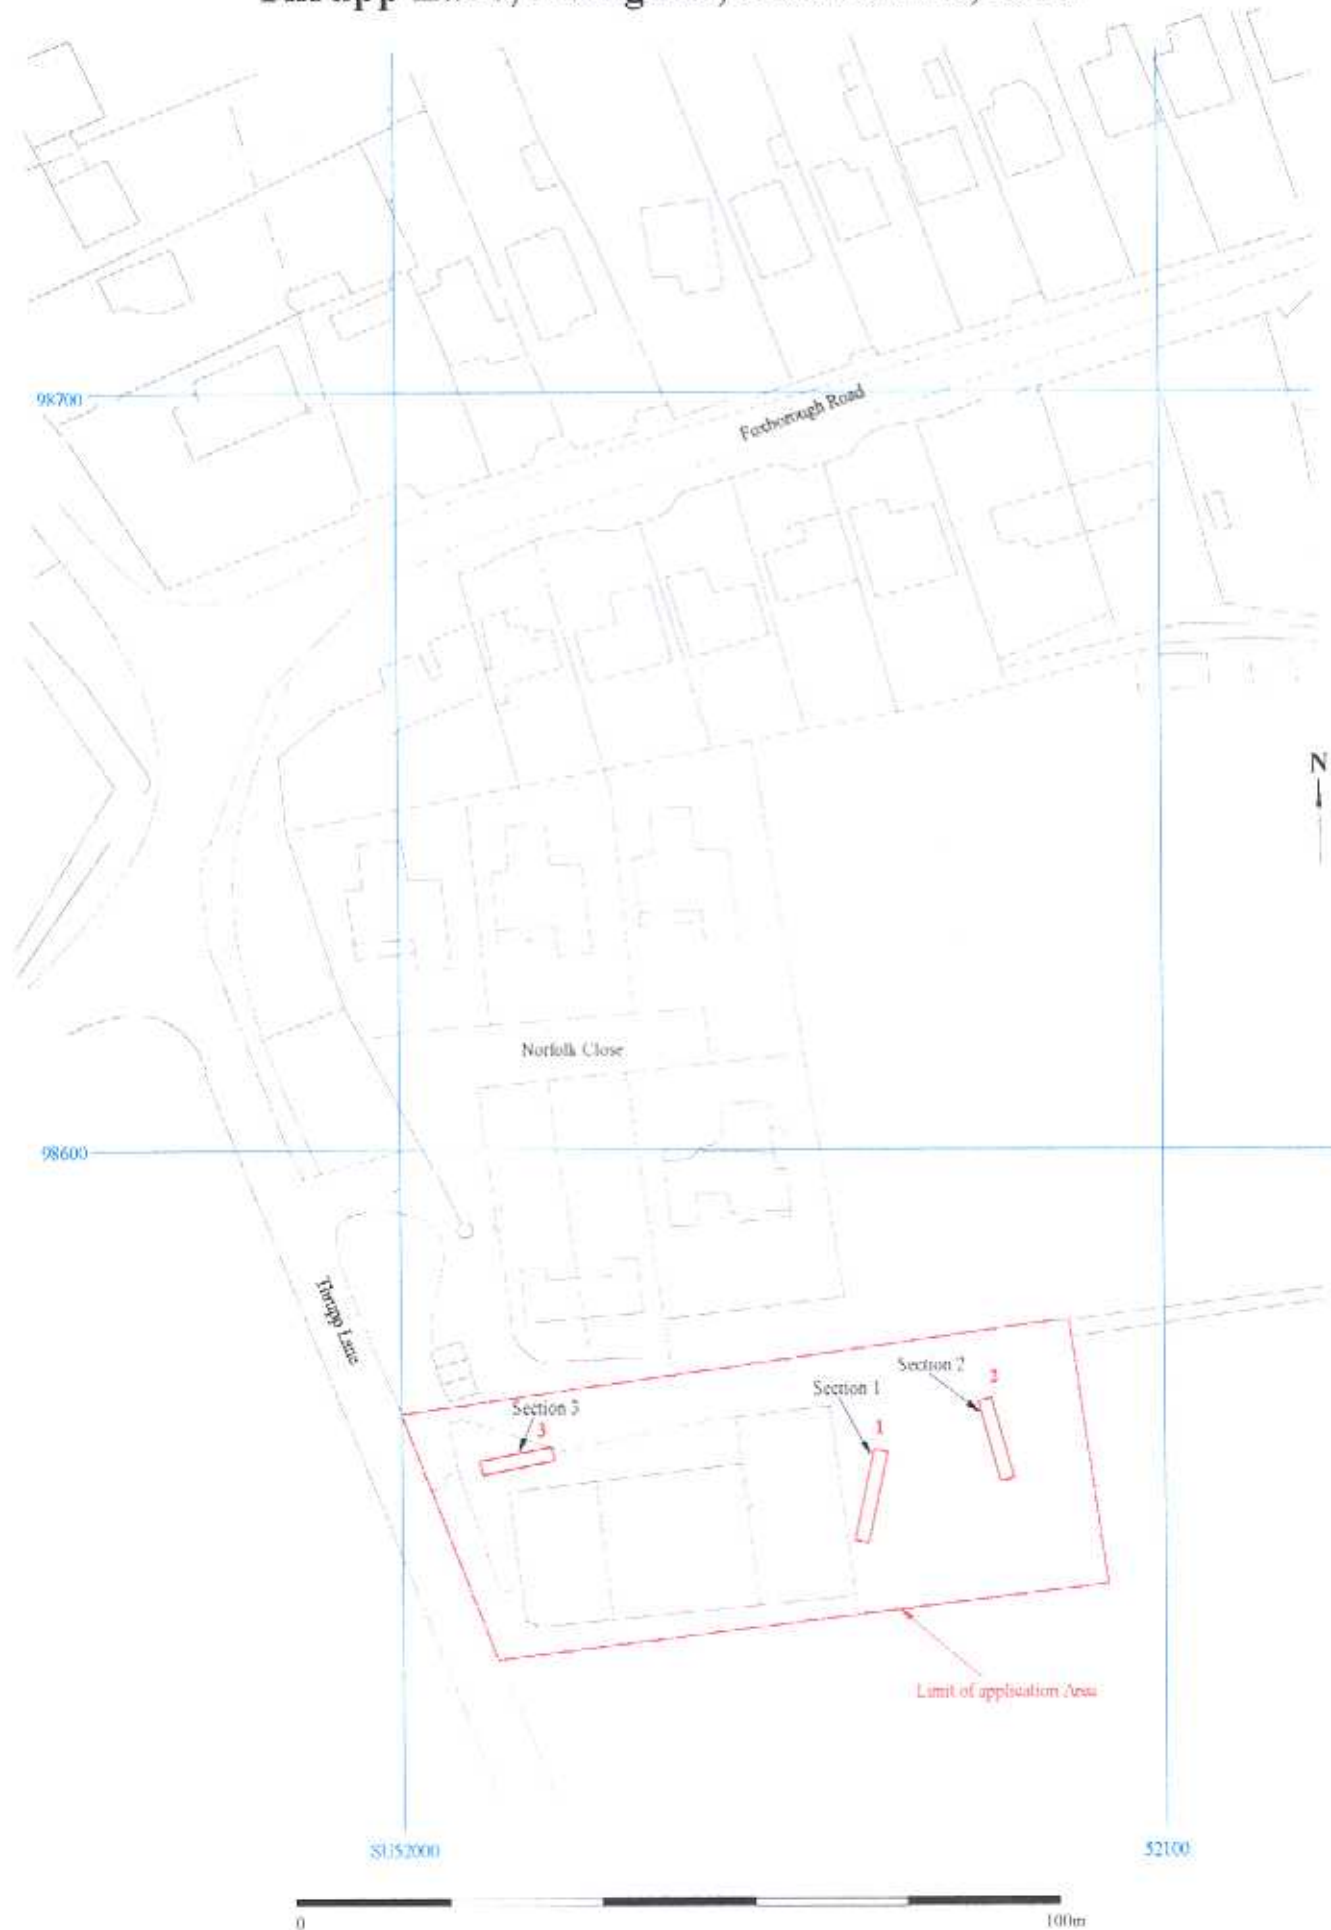 98700
Foxborough Road
N
Norfolk Close
98600
Thrupp Lane
Section 2
2
Section 1
1
Section 3
3
Limit of application Area
SU52000
52100
0
100m